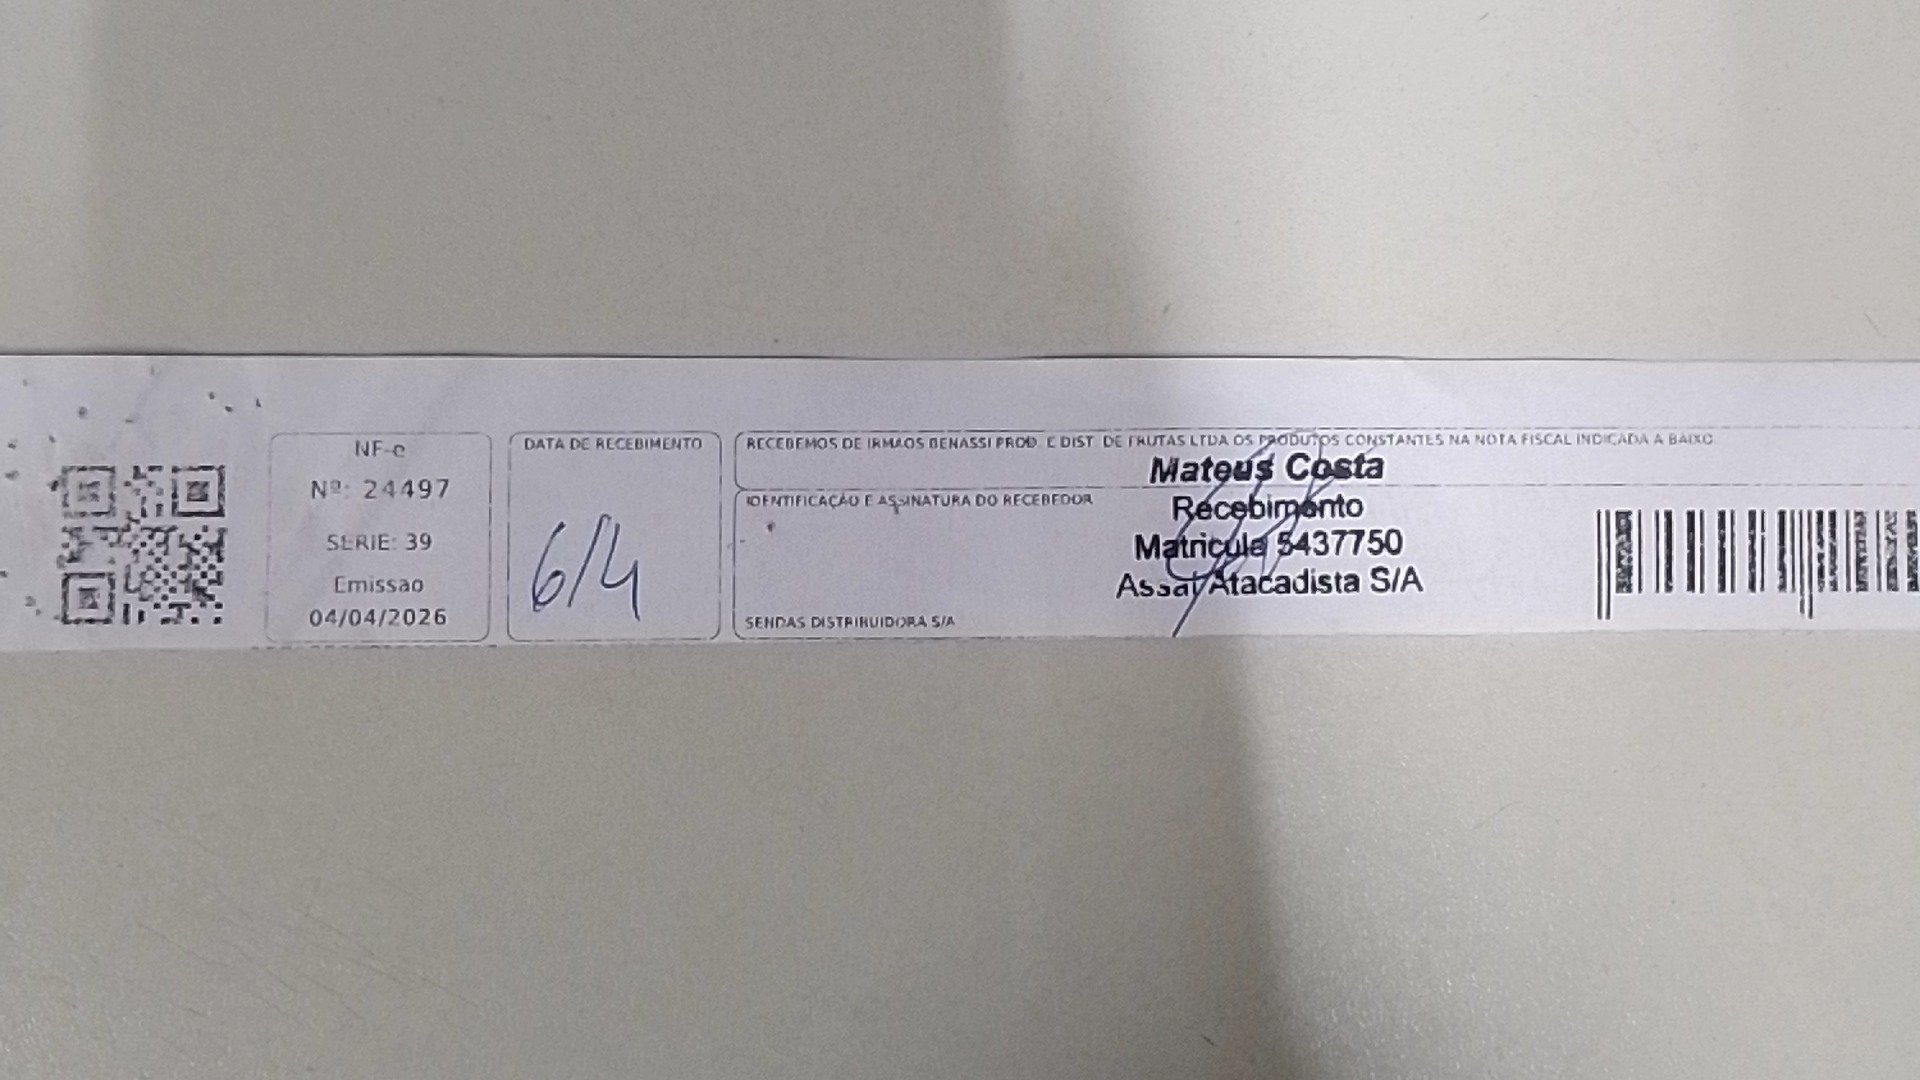 NF-e
Nº: 24497
SERIE: 39
Emissao
04/04/2026
DATA DE RECEBIMENTO
6/4
RECEBEMOS DE IRMAOS BENASSI PROD. E DIST. DE FRUTAS LTDA OS PRODUTOS CONSTANTES NA NOTA FISCAL INDICADA A BAIXO
IDENTIFICAÇÃO E ASSINATURA DO RECEBEDOR
SENDAS DISTRIBUIDORA S/A
Mateus Costa
Recebimento
Matricula 5437750
Assaí Atacadista S/A